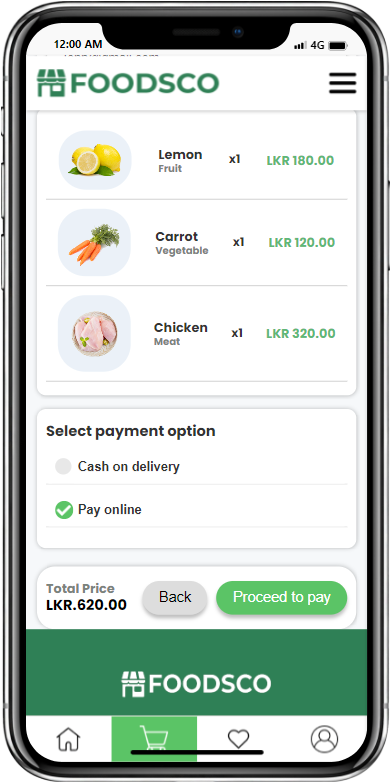 12:00 AM
4G
FOODSCO
Lemon x1 LKR 180.00
Fruit
Carrot x1 LKR 120.00
Vegetable
Chicken x1 LKR 320.00
Meat
Select payment option
Cash on delivery
Pay online
Total Price
LKR.620.00
Back
Proceed to pay
FOODSCO